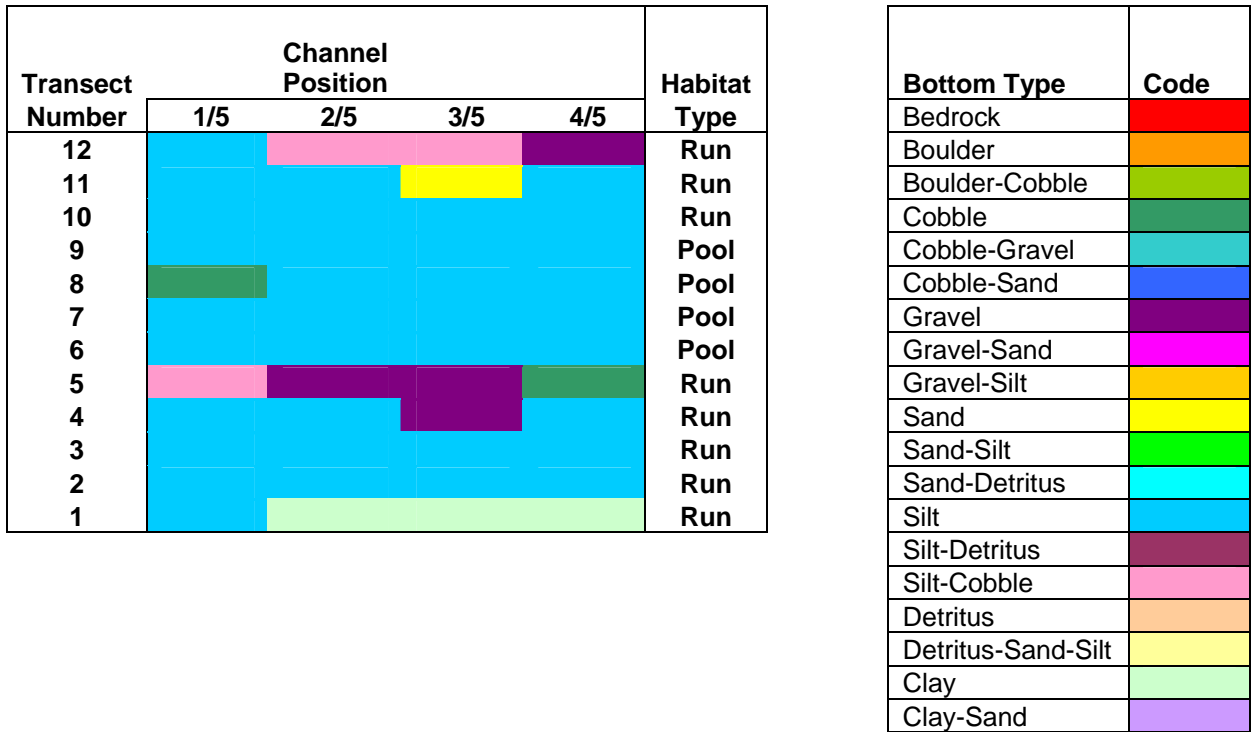 Channel
Transect Position Habitat
Number 1/5 2/5 3/5 4/5 Type
12 Run
11 Run
10 Run
9 Pool
8 Pool
7 Pool
6 Pool
5 Run
4 Run
3 Run
2 Run
1 Run
Bottom Type Code
Bedrock
Boulder
Boulder-Cobble
Cobble
Cobble-Gravel
Cobble-Sand
Gravel
Gravel-Sand
Gravel-Silt
Sand
Sand-Silt
Sand-Detritus
Silt
Silt-Detritus
Silt-Cobble
Detritus
Detritus-Sand-Silt
Clay
Clay-Sand